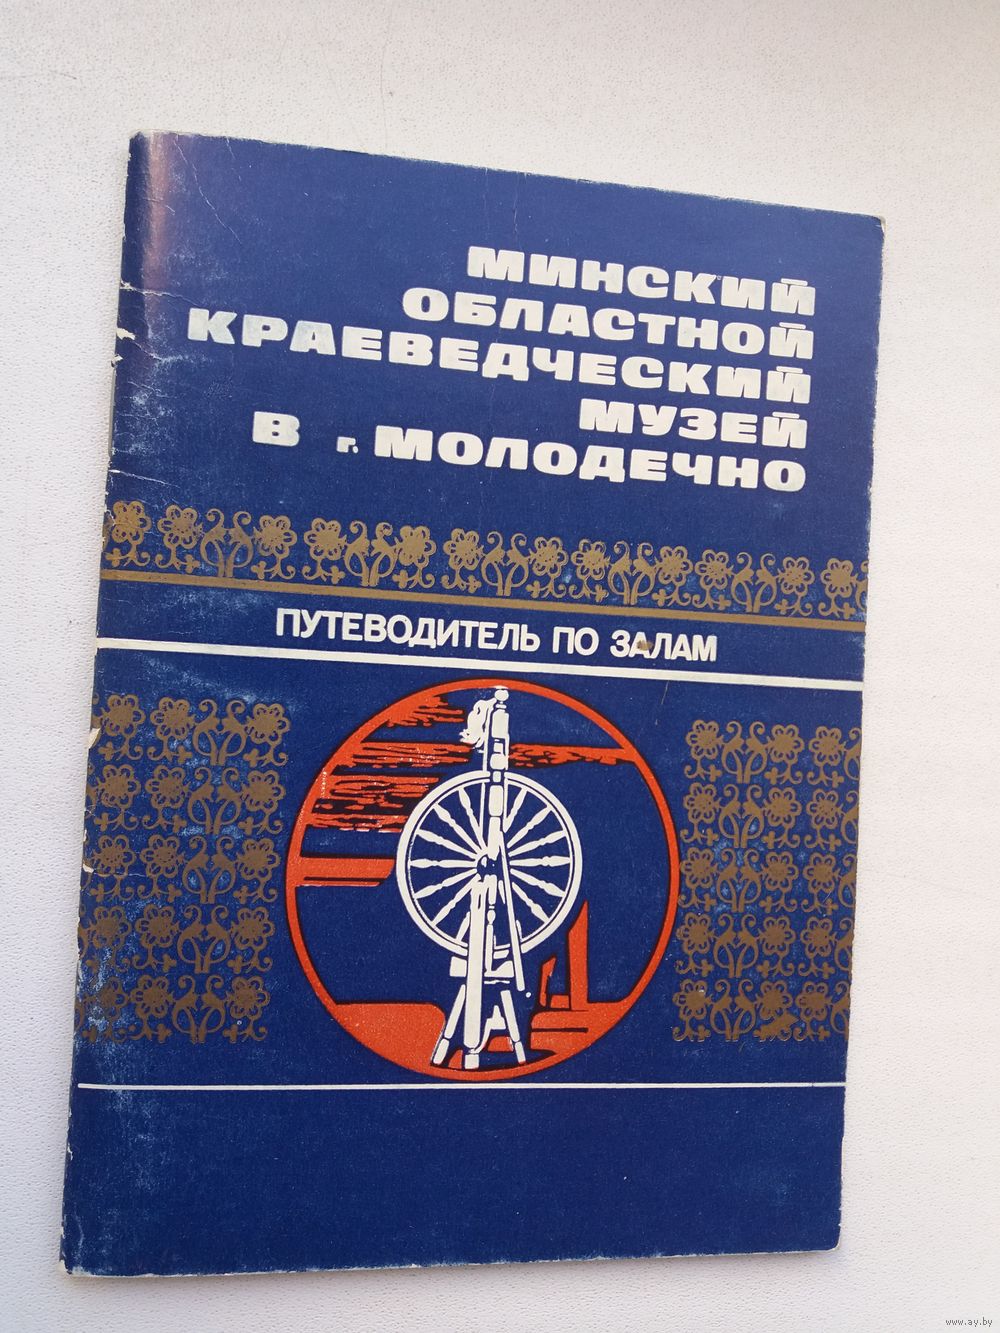 МИНСКИЙ
ОБЛАСТНОЙ
КРАЕВЕДЧЕСКИЙ
МУЗЕЙ
В г. МОЛОДЕЧНО
ПУТЕВОДИТЕЛЬ ПО ЗАЛАМ
www.ay.by